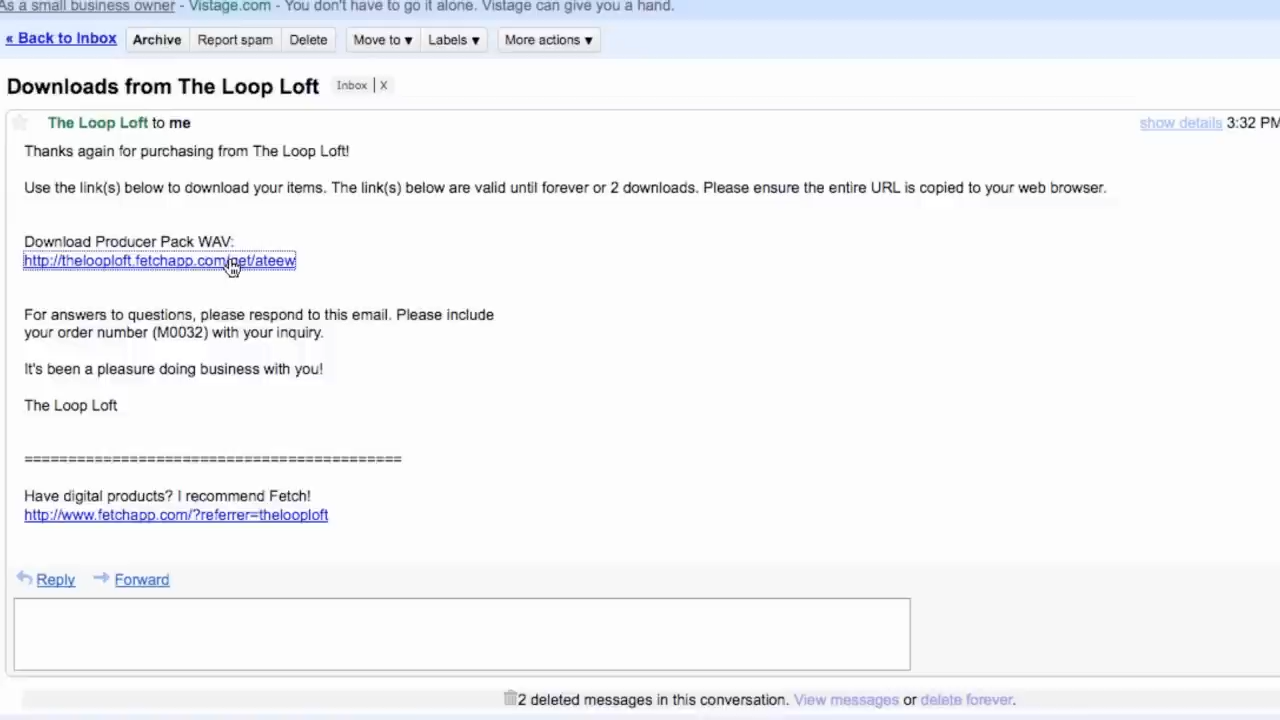 As a small business owner - Vistage.com - You don't have to go it alone. Vistage can give you a hand.
« Back to Inbox Archive Report spam Delete Move to ▼ Labels ▼ More actions ▼
Downloads from The Loop Loft Inbox | X
The Loop Loft to me show details 3:32 PM
Thanks again for purchasing from The Loop Loft!
Use the link(s) below to download your items. The link(s) below are valid until forever or 2 downloads. Please ensure the entire URL is copied to your web browser.
Download Producer Pack WAV:
http://thelooploft.fetchapp.com/get/ateew
For answers to questions, please respond to this email. Please include
your order number (M0032) with your inquiry.
It's been a pleasure doing business with you!
The Loop Loft
===========================================
Have digital products? I recommend Fetch!
http://www.fetchapp.com/?referrer=thelooploft
Reply Forward
2 deleted messages in this conversation. View messages or delete forever.